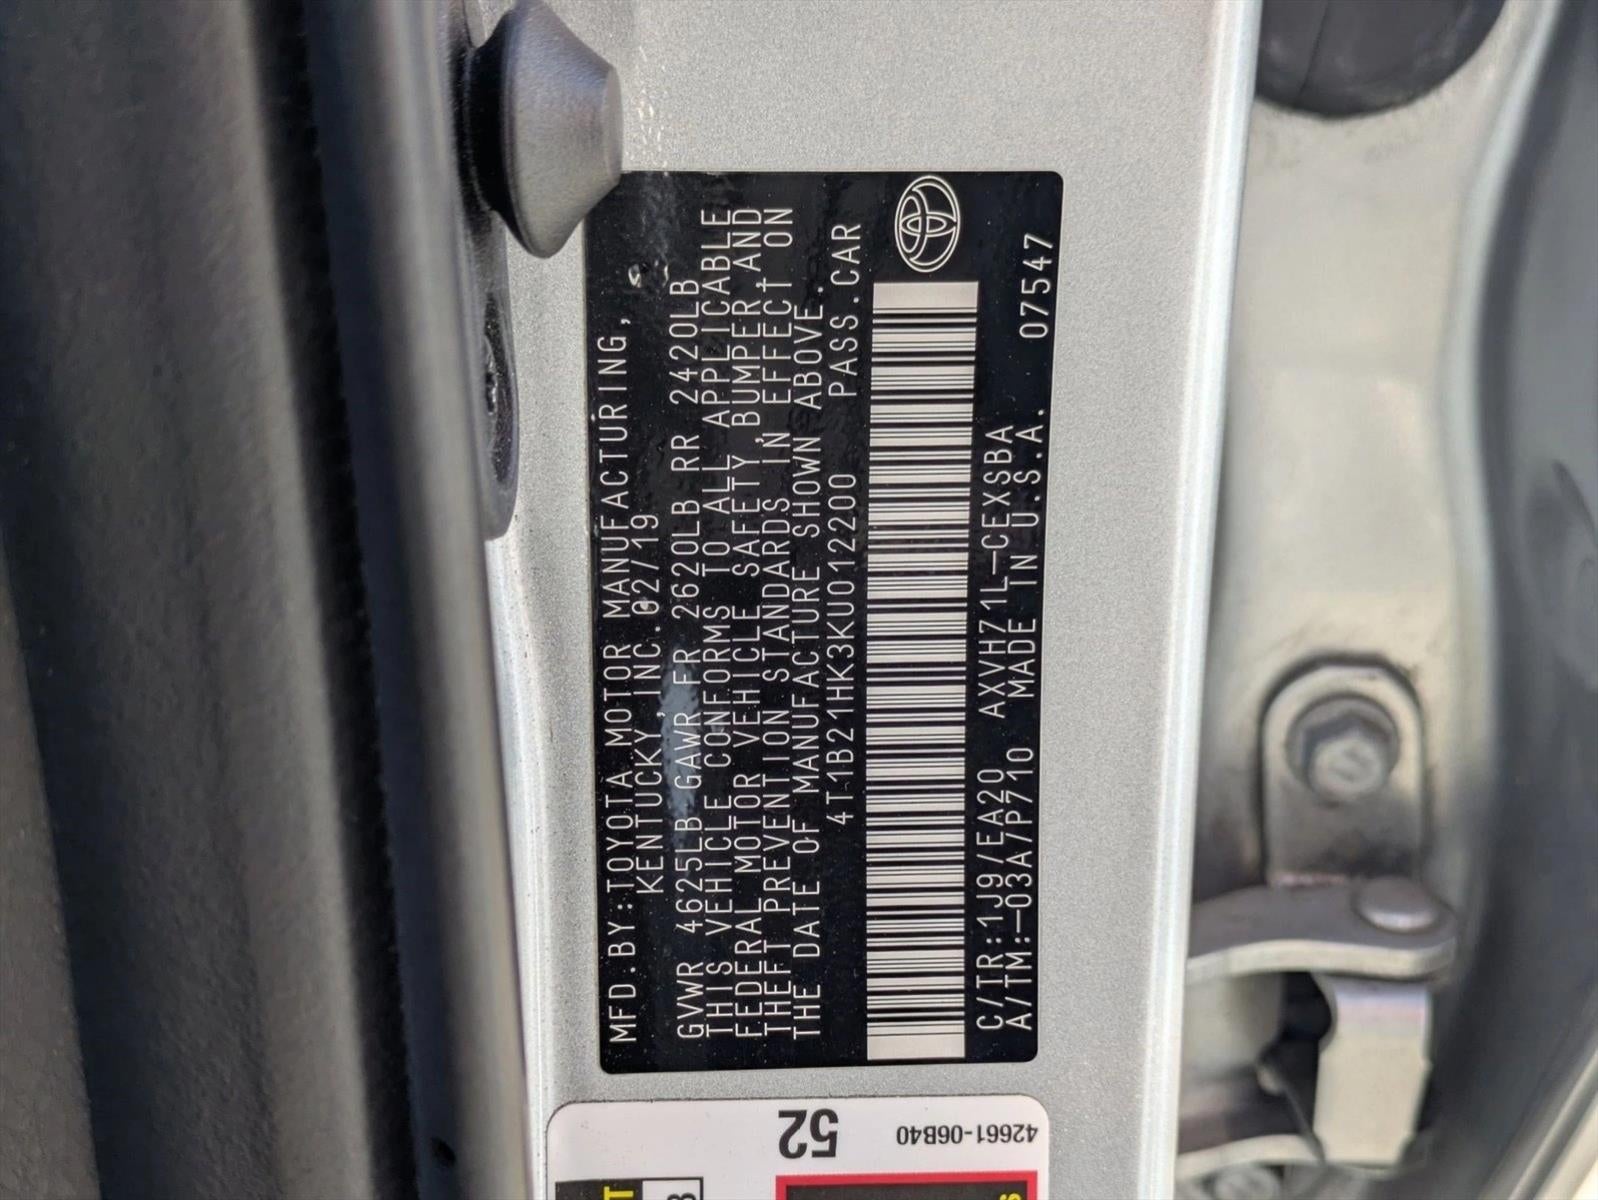 MFD.BY:TOYOTA MOTOR MANUFACTURING,
KENTUCKY,INC. 02/19
GVWR 4625LB GAWR FR 2620LB RR 2420LB
THIS VEHICLE CONFORMS TO ALL APPLICABLE
FEDERAL MOTOR VEHICLE SAFETY,BUMPER,AND
THEFT PREVENTION STANDARDS IN EFFECT ON
THE DATE OF MANUFACTURE SHOWN ABOVE.
4T1B21HK3KU012200 PASS.CAR
C/TR:1J9/EA20 AXVH71L-CEXSBA 07547
A/TM:-03A/P710 MADE IN U.S.A.
52
42661-06B40